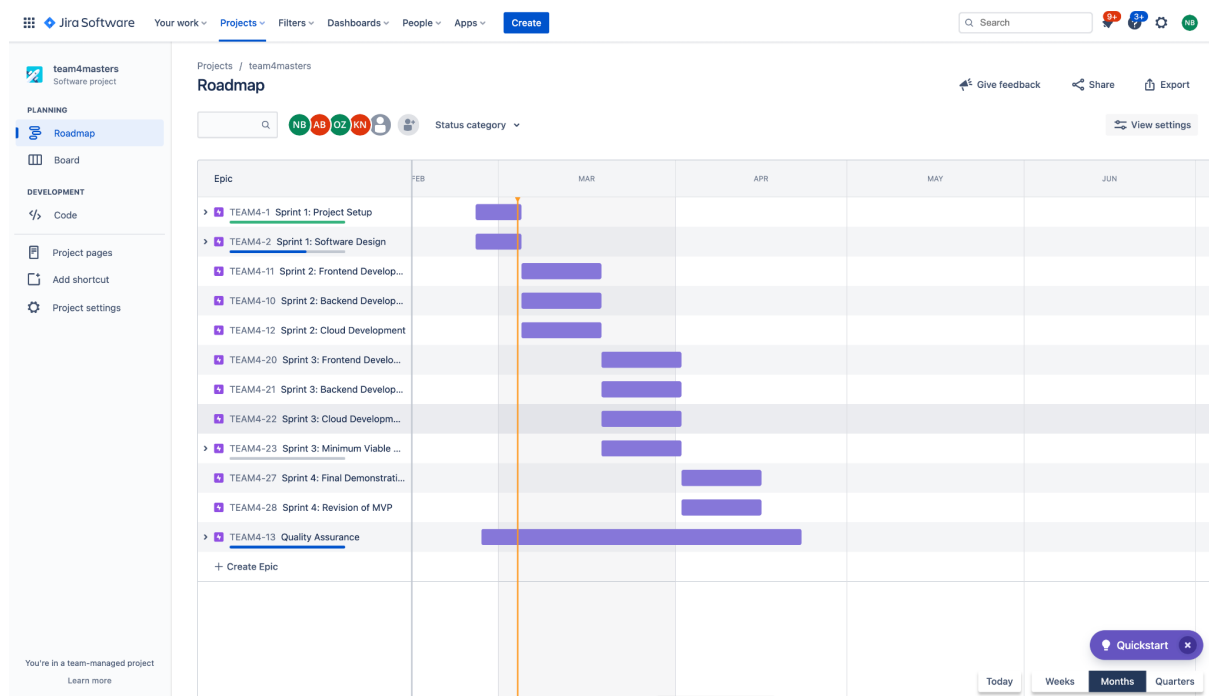 Jira Software Your work Projects Filters Dashboards People Apps Create Search 9+ 3+ NB
team4masters
Software project
PLANNING
Roadmap
Board
DEVELOPMENT
Code
Project pages
Add shortcut
Project settings
You're in a team-managed project
Learn more
Projects / team4masters
Roadmap
Give feedback Share Export
NB AB OZ KN Status category View settings
Epic FEB MAR APR MAY JUN
TEAM4-1 Sprint 1: Project Setup
TEAM4-2 Sprint 1: Software Design
TEAM4-11 Sprint 2: Frontend Develop...
TEAM4-10 Sprint 2: Backend Develop...
TEAM4-12 Sprint 2: Cloud Development
TEAM4-20 Sprint 3: Frontend Develo...
TEAM4-21 Sprint 3: Backend Develop...
TEAM4-22 Sprint 3: Cloud Developm...
TEAM4-23 Sprint 3: Minimum Viable ...
TEAM4-27 Sprint 4: Final Demonstrati...
TEAM4-28 Sprint 4: Revision of MVP
TEAM4-13 Quality Assurance
+ Create Epic
Quickstart
Today Weeks Months Quarters